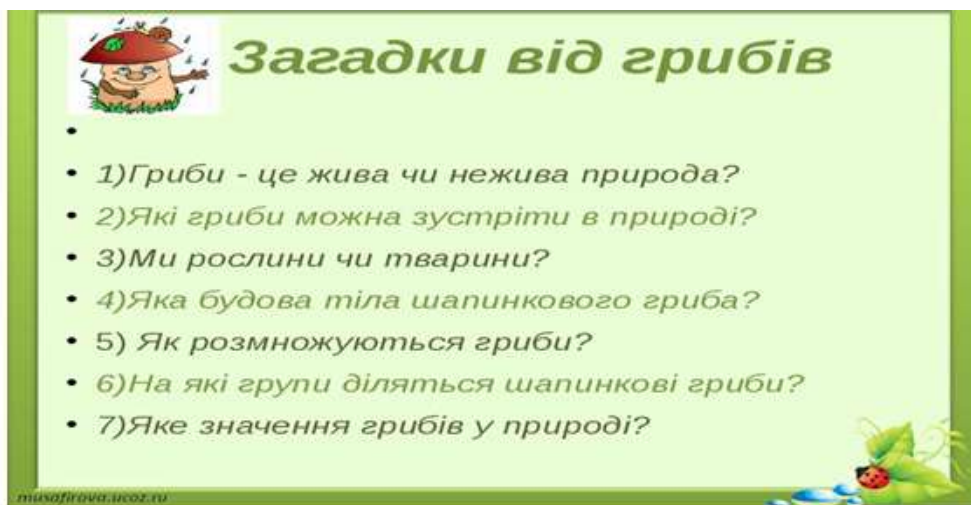 Загадки від грибів
•
• 1)Гриби - це жива чи нежива природа?
• 2)Які гриби можна зустріти в природі?
• 3)Ми рослини чи тварини?
• 4)Яка будова тіла шапинкового гриба?
• 5) Як розмножуються гриби?
• 6)На які групи діляться шапинкові гриби?
• 7)Яке значення грибів у природі?
musafirova.ucoz.ru